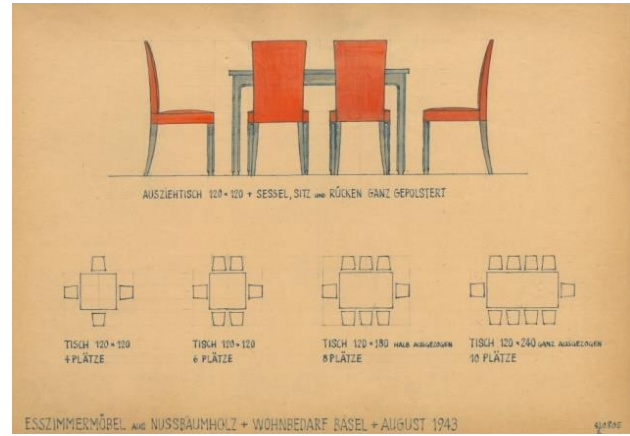 AUSZIEHTISCH 120×120 + SESSEL, SITZ UND RÜCKEN GANZ GEPOLSTERT
TISCH 120×120
4 PLÄTZE
TISCH 120×120
6 PLÄTZE
TISCH 120×180 HALB AUSGEZOGEN
8 PLÄTZE
TISCH 120×240 GANZ AUSGEZOGEN
10 PLÄTZE
ESSZIMMERMÖBEL AUS NUSSBAUMHOLZ + WOHNBEDARF BASEL + AUGUST 1943